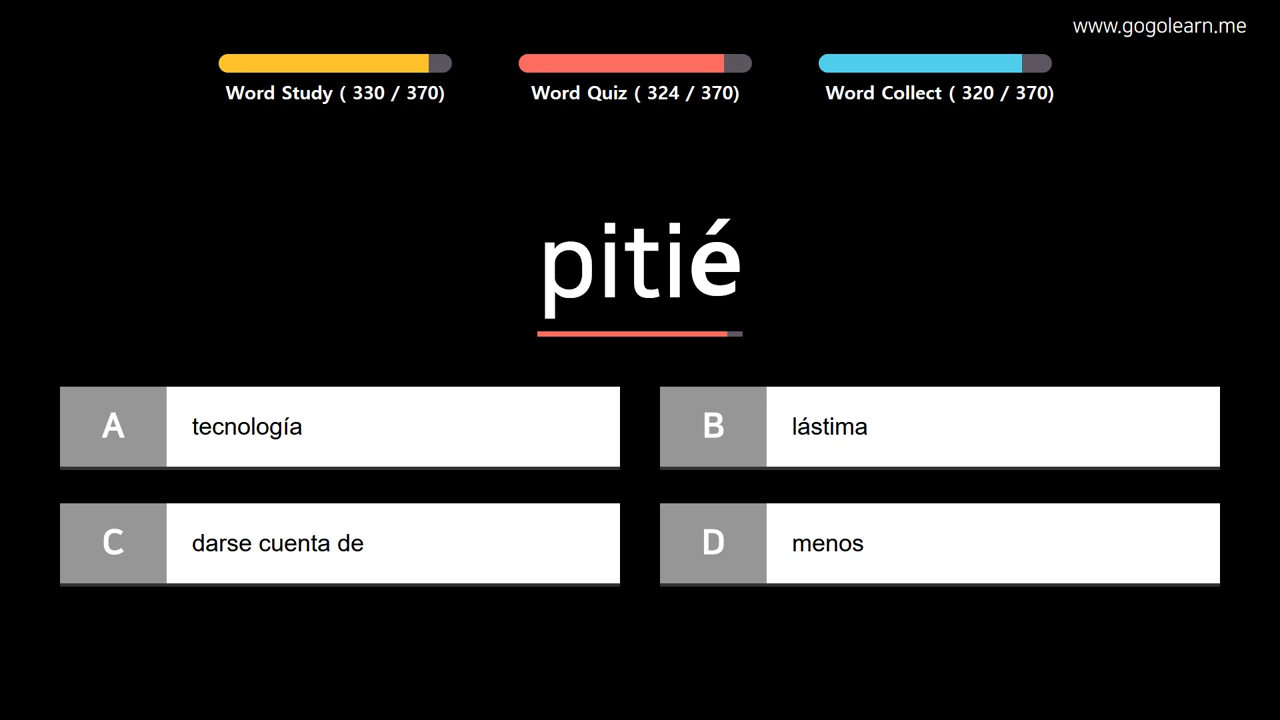 www.gogolearn.me
Word Study ( 330 / 370)
Word Quiz ( 324 / 370)
Word Collect ( 320 / 370)
pitié
A tecnología
B lástima
C darse cuenta de
D menos